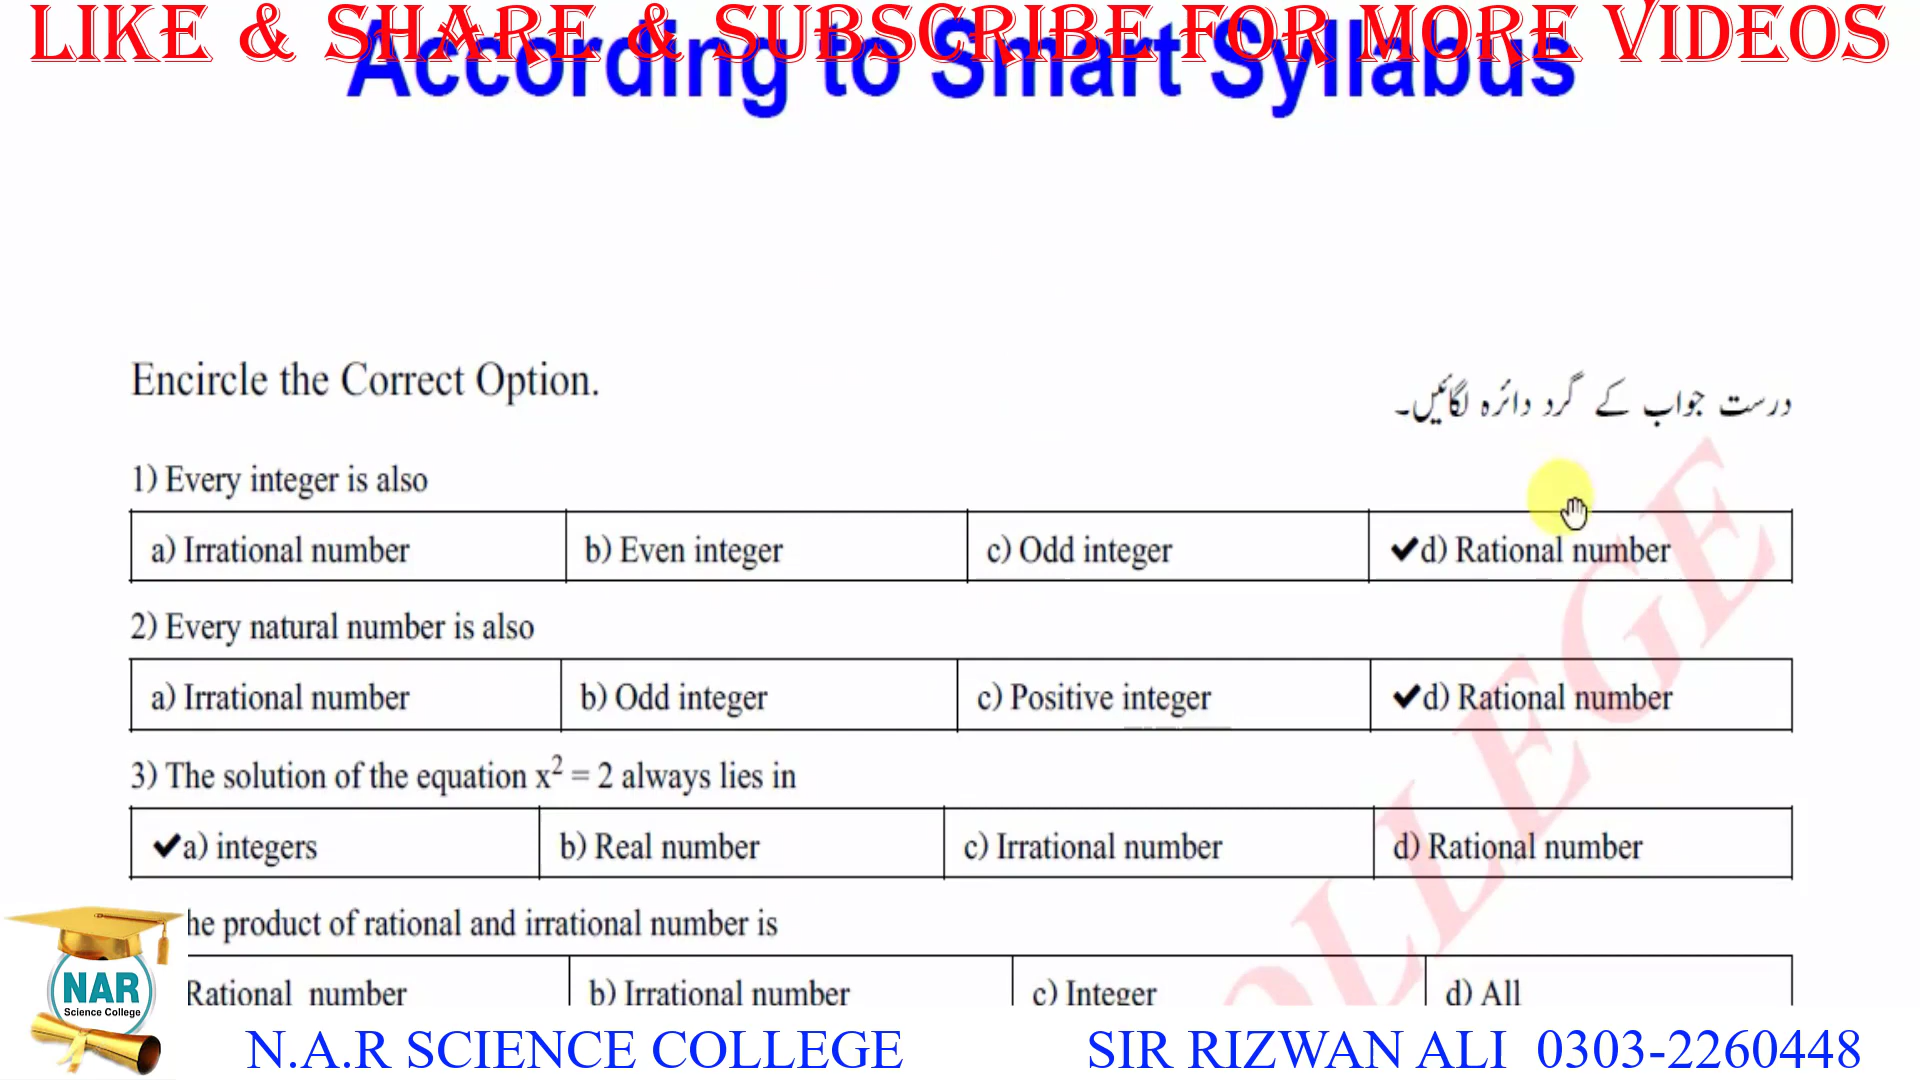 LIKE & SHARE & SUBSCRIBE FOR MORE VIDEOS
According to Smart Syllabus
Encircle the Correct Option.
درست جواب کے گرد دائرہ لگائیں۔
1) Every integer is also
a) Irrational number b) Even integer c) Odd integer ✔d) Rational number
2) Every natural number is also
a) Irrational number b) Odd integer c) Positive integer ✔d) Rational number
3) The solution of the equation x² = 2 always lies in
✔a) integers b) Real number c) Irrational number d) Rational number
he product of rational and irrational number is
Rational number b) Irrational number c) Integer d) All
OLLEGE
NAR
Science College
N.A.R SCIENCE COLLEGE SIR RIZWAN ALI 0303-2260448